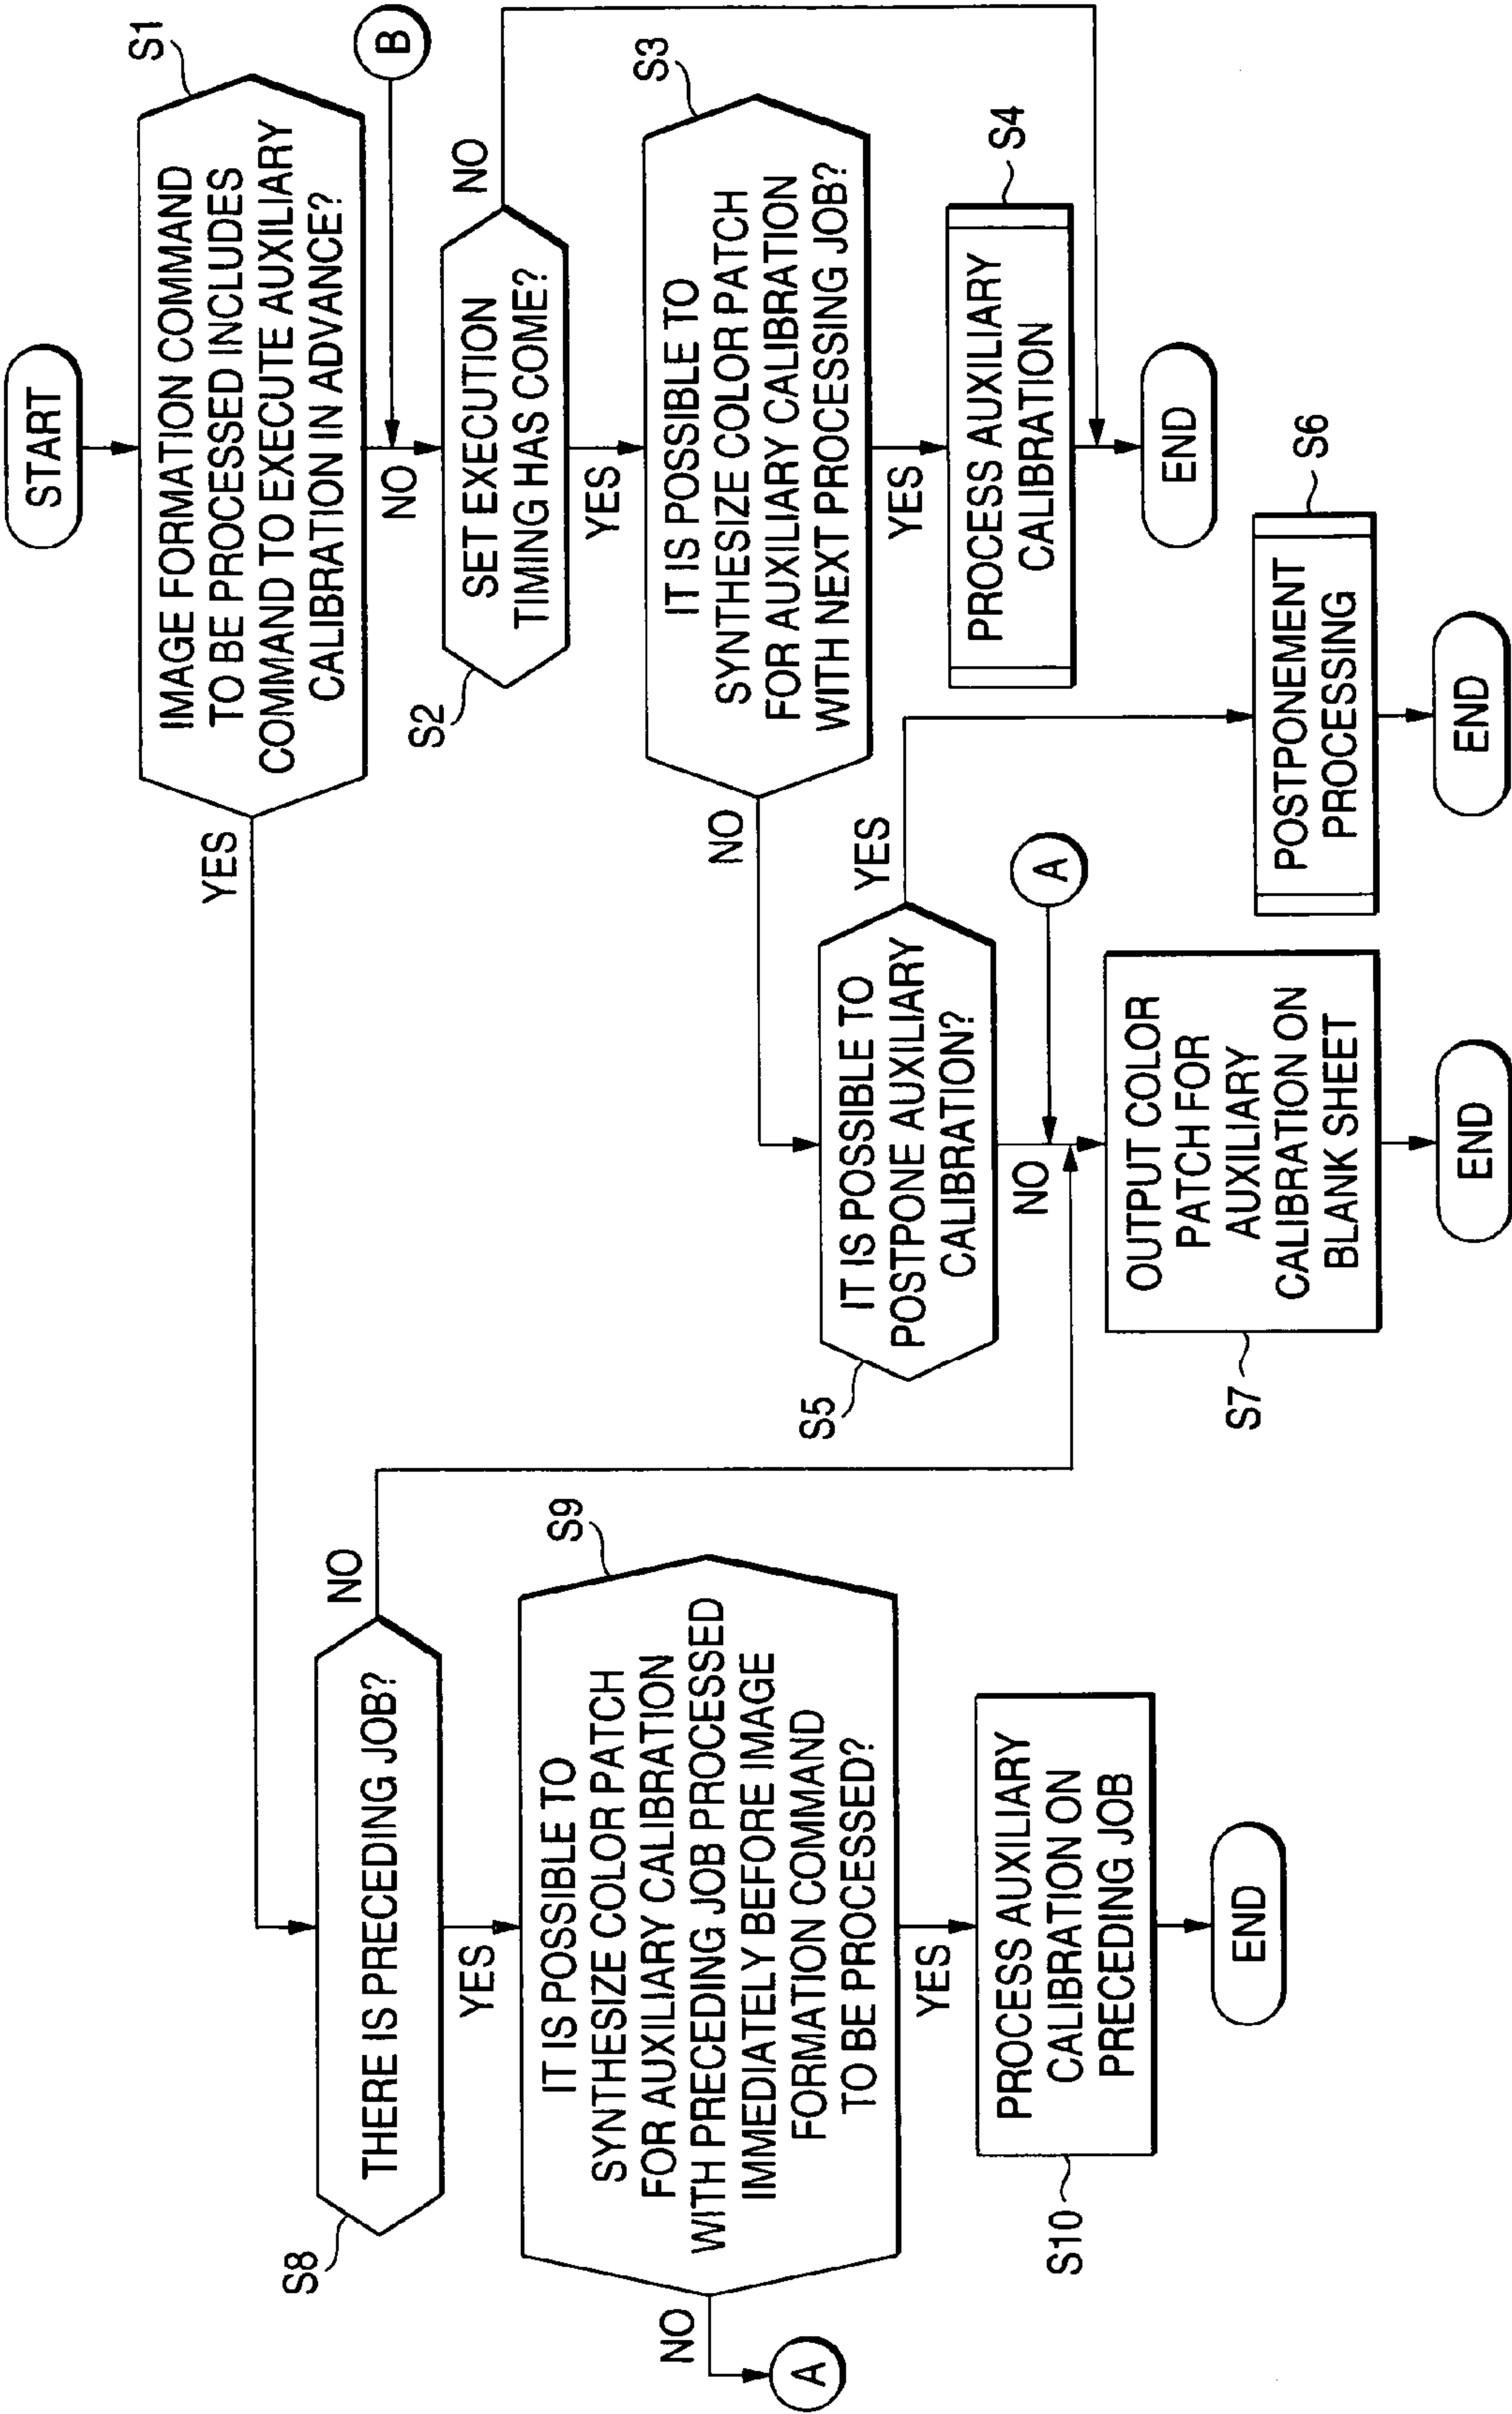 START
S1
IMAGE FORMATION COMMAND
TO BE PROCESSED INCLUDES
COMMAND TO EXECUTE AUXILIARY
CALIBRATION IN ADVANCE?
YES
NO
B
S2
SET EXECUTION
TIMING HAS COME?
NO
YES
S3
IT IS POSSIBLE TO
SYNTHESIZE COLOR PATCH
FOR AUXILIARY CALIBRATION
WITH NEXT PROCESSING JOB?
NO
YES
S4
PROCESS AUXILIARY
CALIBRATION
END
S5
IT IS POSSIBLE TO
POSTPONE AUXILIARY
CALIBRATION?
YES
NO
A
S6
POSTPONEMENT
PROCESSING
END
S7
OUTPUT COLOR
PATCH FOR
AUXILIARY
CALIBRATION ON
BLANK SHEET
END
S8
THERE IS PRECEDING JOB?
NO
YES
S9
IT IS POSSIBLE TO
SYNTHESIZE COLOR PATCH
FOR AUXILIARY CALIBRATION
WITH PRECEDING JOB PROCESSED
IMMEDIATELY BEFORE IMAGE
FORMATION COMMAND
TO BE PROCESSED?
NO
A
YES
S10
PROCESS AUXILIARY
CALIBRATION ON
PRECEDING JOB
END